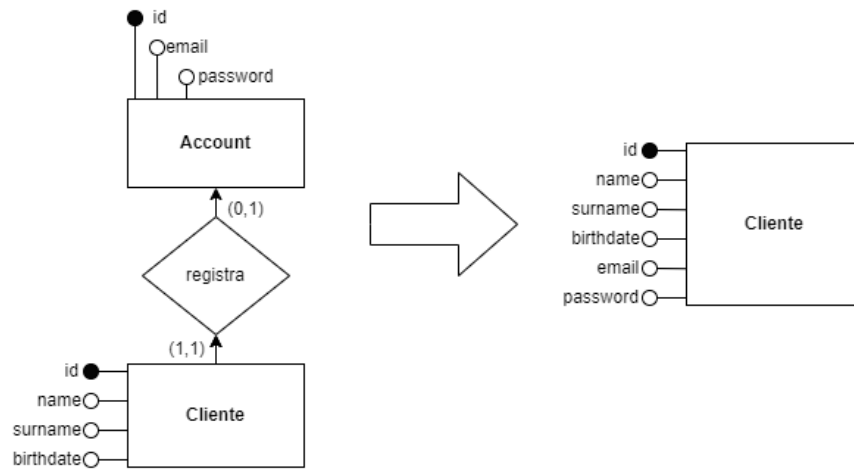 id
email
password
Account
(0,1)
registra
(1,1)
id
name
surname
birthdate
Cliente
id
name
surname
birthdate
email
password
Cliente